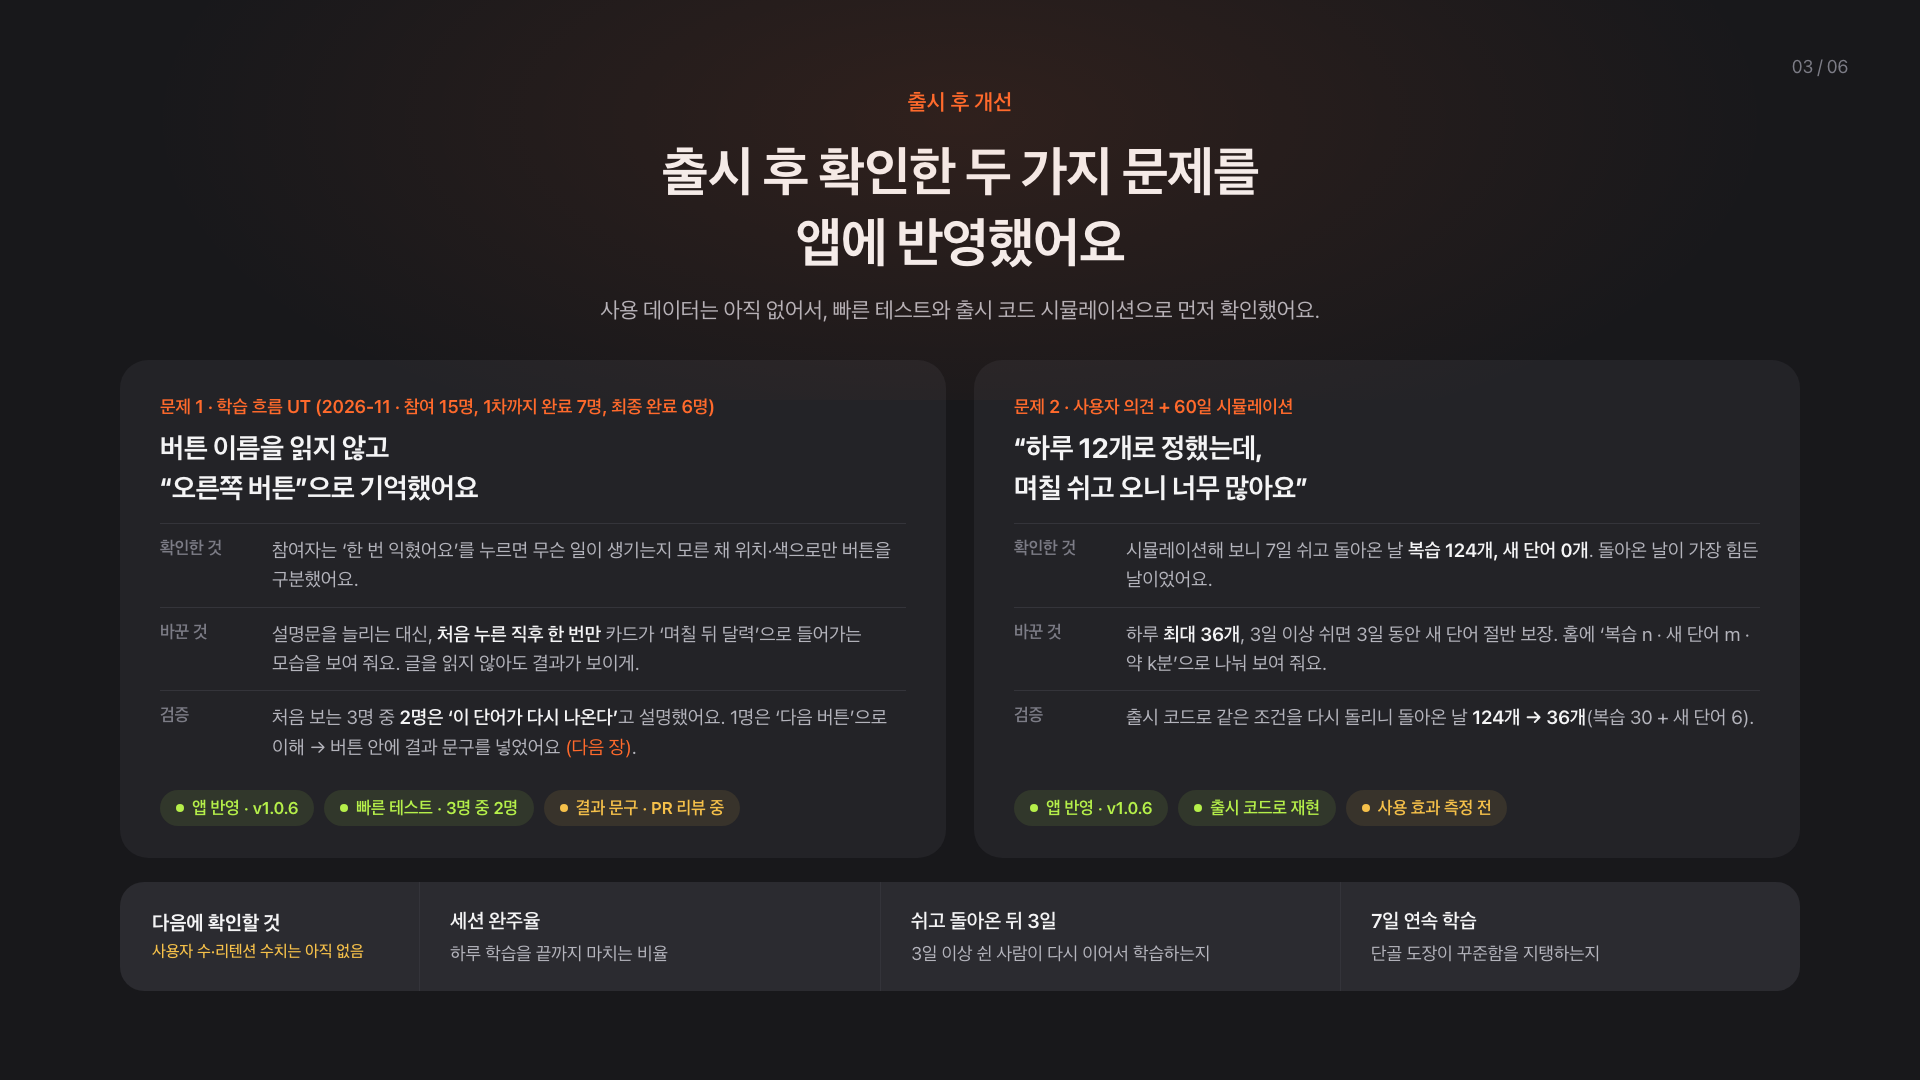 03 / 06
출시 후 개선
출시 후 확인한 두 가지 문제를
앱에 반영했어요
사용 데이터는 아직 없어서, 빠른 테스트와 출시 코드 시뮬레이션으로 먼저 확인했어요.
문제 1 · 학습 흐름 UT (2026-11 · 참여 15명, 1차까지 완료 7명, 최종 완료 6명)
버튼 이름을 읽지 않고
“오른쪽 버튼”으로 기억했어요
확인한 것
참여자는 ‘한 번 익혔어요’를 누르면 무슨 일이 생기는지 모른 채 위치·색으로만 버튼을
구분했어요.
바꾼 것
설명문을 늘리는 대신, 처음 누른 직후 한 번만 카드가 ‘며칠 뒤 달력’으로 들어가는
모습을 보여 줘요. 글을 읽지 않아도 결과가 보이게.
검증
처음 보는 3명 중 2명은 ‘이 단어가 다시 나온다’고 설명했어요. 1명은 ‘다음 버튼’으로
이해 → 버튼 안에 결과 문구를 넣었어요 (다음 장).
앱 반영 · v1.0.6
빠른 테스트 · 3명 중 2명
결과 문구 · PR 리뷰 중
문제 2 · 사용자 의견 + 60일 시뮬레이션
“하루 12개로 정했는데,
며칠 쉬고 오니 너무 많아요”
확인한 것
시뮬레이션해 보니 7일 쉬고 돌아온 날 복습 124개, 새 단어 0개. 돌아온 날이 가장 힘든
날이었어요.
바꾼 것
하루 최대 36개, 3일 이상 쉬면 3일 동안 새 단어 절반 보장. 홈에 ‘복습 n · 새 단어 m ·
약 k분’으로 나눠 보여 줘요.
검증
출시 코드로 같은 조건을 다시 돌리니 돌아온 날 124개 → 36개(복습 30 + 새 단어 6).
앱 반영 · v1.0.6
출시 코드로 재현
사용 효과 측정 전
다음에 확인할 것
사용자 수·리텐션 수치는 아직 없음
세션 완주율
하루 학습을 끝까지 마치는 비율
쉬고 돌아온 뒤 3일
3일 이상 쉰 사람이 다시 이어서 학습하는지
7일 연속 학습
단골 도장이 꾸준함을 지탱하는지